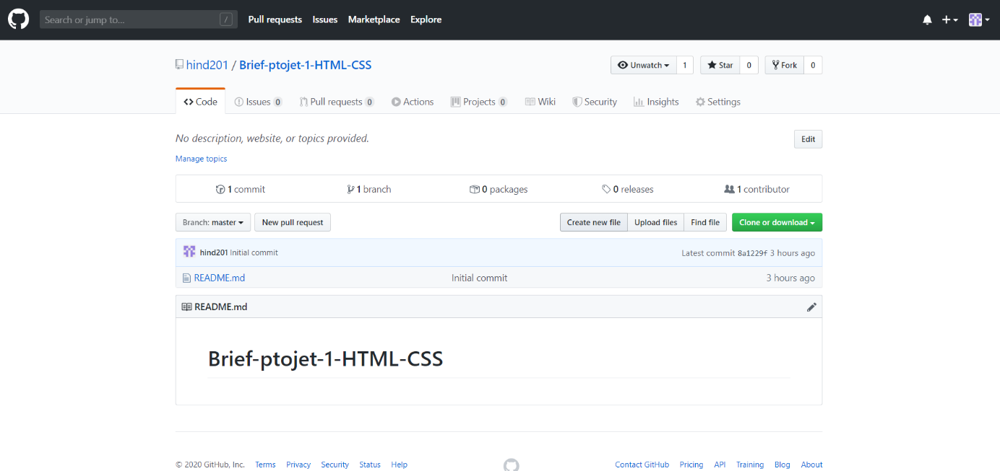 Search or jump to... /
Pull requests Issues Marketplace Explore
hind201 / Brief-ptojet-1-HTML-CSS
Unwatch 1 Star 0 Fork 0
Code Issues 0 Pull requests 0 Actions Projects 0 Wiki Security Insights Settings
No description, website, or topics provided.
Edit
Manage topics
1 commit 1 branch 0 packages 0 releases 1 contributor
Branch: master New pull request Create new file Upload files Find file Clone or download
hind201 Initial commit Latest commit 8a1229f 3 hours ago
README.md Initial commit 3 hours ago
README.md
Brief-ptojet-1-HTML-CSS
© 2020 GitHub, Inc. Terms Privacy Security Status Help Contact GitHub Pricing API Training Blog About